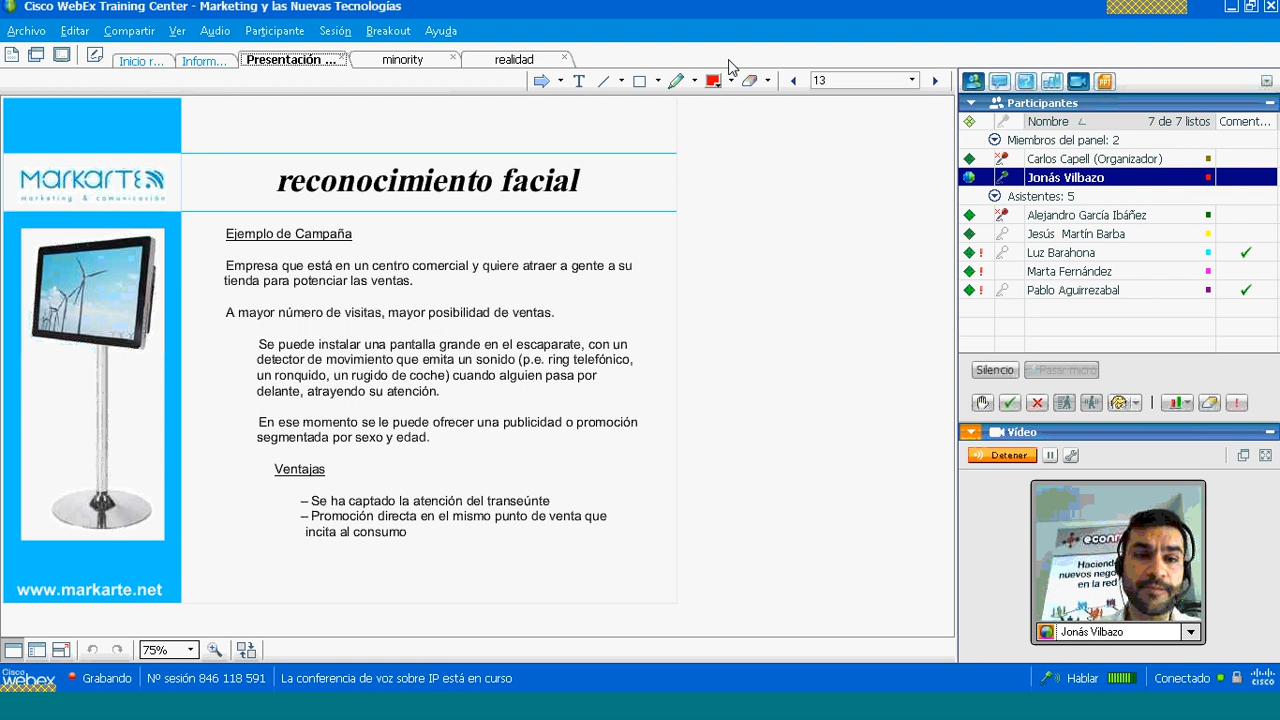 Cisco WebEx Training Center - Marketing y las Nuevas Tecnologías
Archivo Editar Compartir Ver Audio Participante Sesión Breakout Ayuda
Inicio r... Inform... Presentación ... minority realidad
13
Participantes
Nombre 7 de 7 listos Coment...
Miembros del panel: 2
Carlos Capell (Organizador)
Jonás Vilbazo
Asistentes: 5
Alejandro García Ibáñez
Jesús Martín Barba
Luz Barahona
Marta Fernández
Pablo Aguirrezabal
Silencio Pasar micro
Vídeo
Detener
econ
Haciendo
nuevos nego
en la red
Jonás Vilbazo
MARKARTE
marketing & comunicación
reconocimiento facial
Ejemplo de Campaña
Empresa que está en un centro comercial y quiere atraer a gente a su
tienda para potenciar las ventas.
A mayor número de visitas, mayor posibilidad de ventas.
Se puede instalar una pantalla grande en el escaparate, con un
detector de movimiento que emita un sonido (p.e. ring telefónico,
un ronquido, un rugido de coche) cuando alguien pasa por
delante, atrayendo su atención.
En ese momento se le puede ofrecer una publicidad o promoción
segmentada por sexo y edad.
Ventajas
– Se ha captado la atención del transeúnte
– Promoción directa en el mismo punto de venta que
incita al consumo
www.markarte.net
75%
Cisco
webex
Grabando Nº sesión 846 118 591 La conferencia de voz sobre IP está en curso Hablar Conectado
cisco